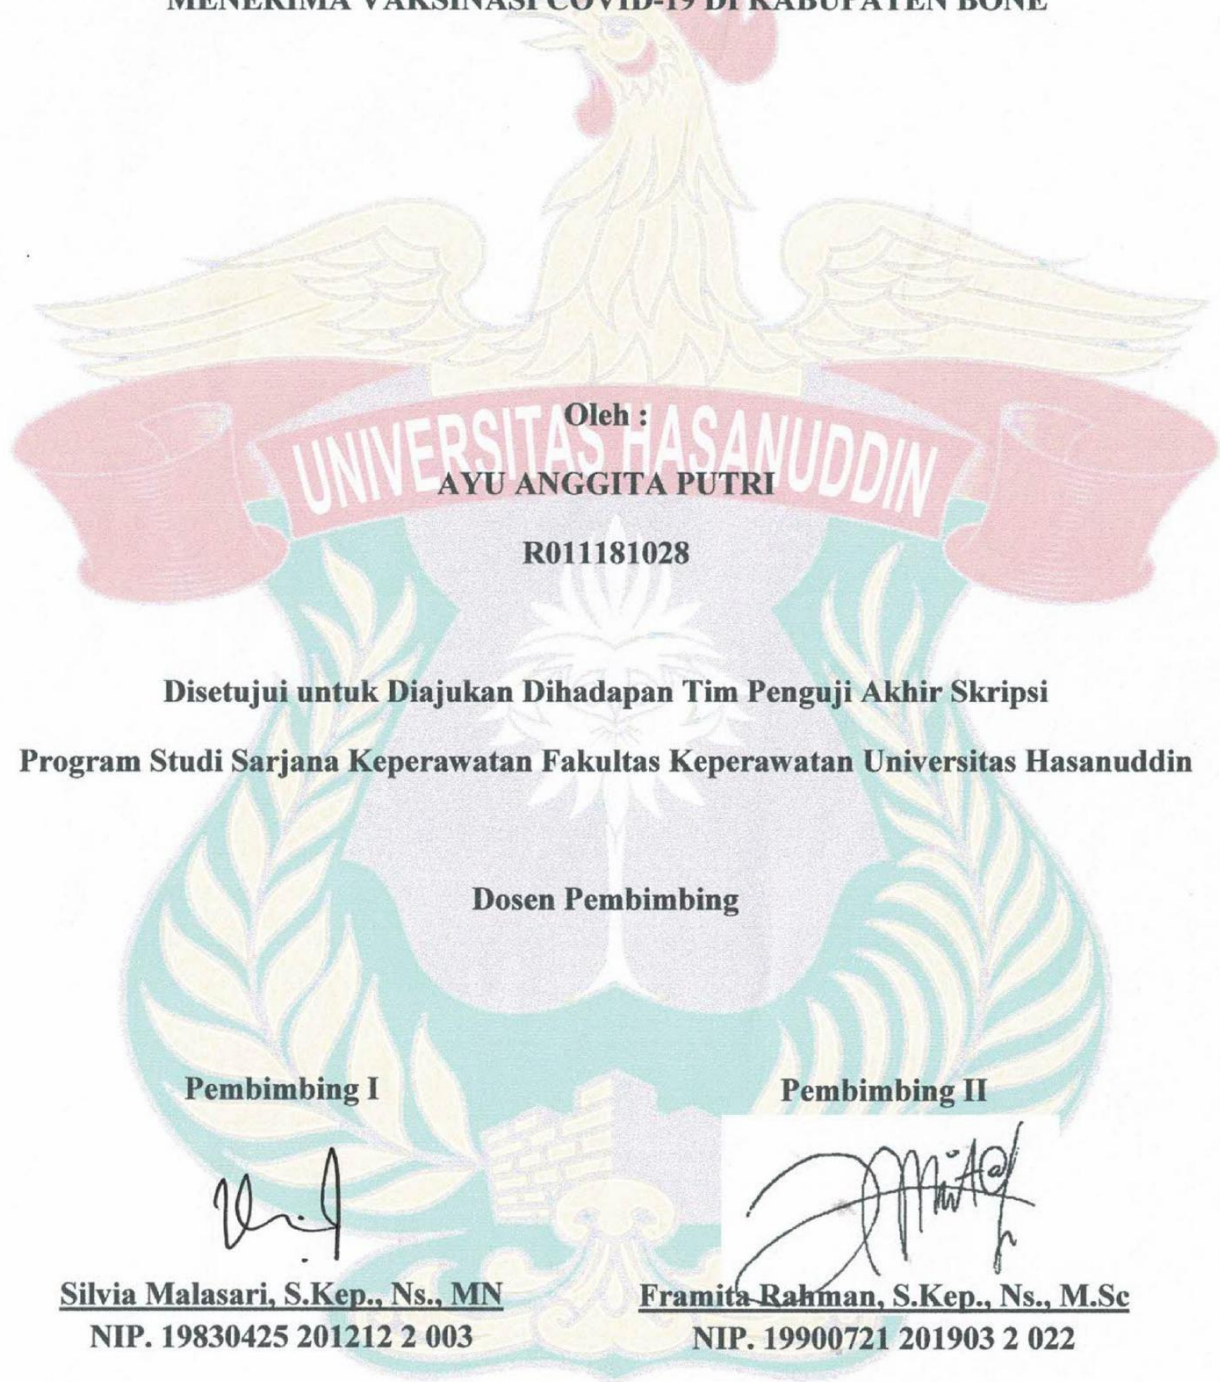 MENERIMA VAKSINASI COVID-19 DI KABUPATEN BONE
UNIVERSITAS HASANUDDIN
Oleh :
AYU ANGGITA PUTRI
R011181028
Disetujui untuk Diajukan Dihadapan Tim Penguji Akhir Skripsi
Program Studi Sarjana Keperawatan Fakultas Keperawatan Universitas Hasanuddin
Dosen Pembimbing
Pembimbing I
Pembimbing II
Silvia Malasari, S.Kep., Ns., MN
Framita Rahman, S.Kep., Ns., M.Sc
NIP. 19830425 201212 2 003
NIP. 19900721 201903 2 022